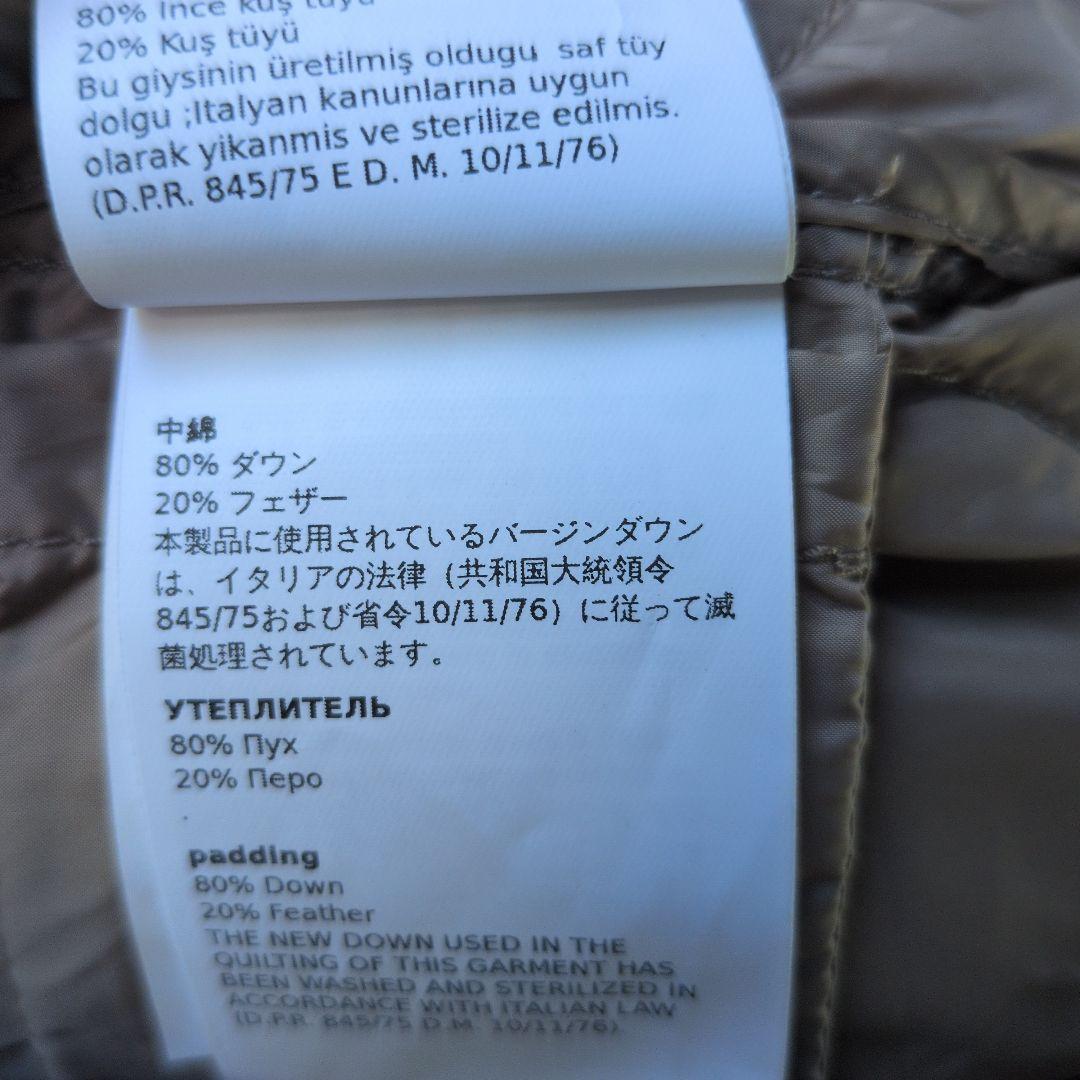 80% İnce kuş tüyü
20% Kuş tüyü
Bu giysinin üretilmiş oldugu saf tüy
dolgu ;Italyan kanunlarına uygun
olarak yikanmis ve sterilize edilmis.
(D.P.R. 845/75 E D. M. 10/11/76)
中綿
80% ダウン
20% フェザー
本製品に使用されているバージンダウン
は、イタリアの法律（共和国大統領令
845/75および省令10/11/76）に従って滅
菌処理されています。
УТЕПЛИТЕЛЬ
80% Пух
20% Перо
padding
80% Down
20% Feather
THE NEW DOWN USED IN THE
QUILTING OF THIS GARMENT HAS
BEEN WASHED AND STERILIZED IN
ACCORDANCE WITH ITALIAN LAW
(D.P.R. 845/75 D.M. 10/11/76).